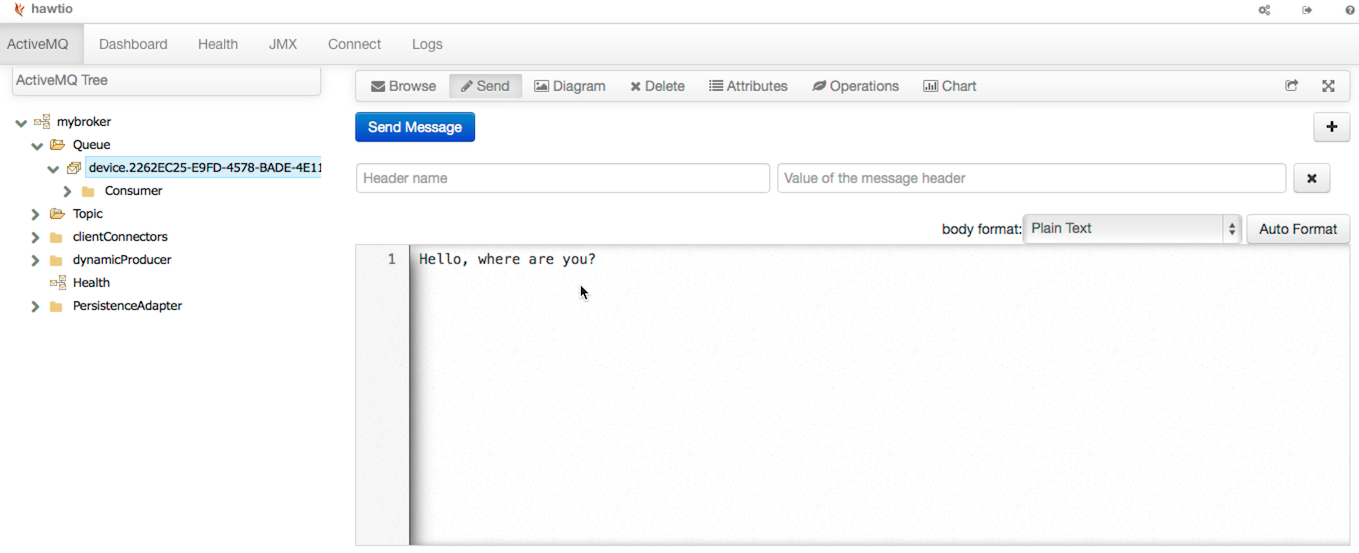 hawtio
ActiveMQ Dashboard Health JMX Connect Logs
ActiveMQ Tree
mybroker
Queue
device.2262EC25-E9FD-4578-BADE-4E11
Consumer
Topic
clientConnectors
dynamicProducer
Health
PersistenceAdapter
Browse Send Diagram Delete Attributes Operations Chart
Send Message
Header name Value of the message header
body format: Plain Text Auto Format
1 Hello, where are you?